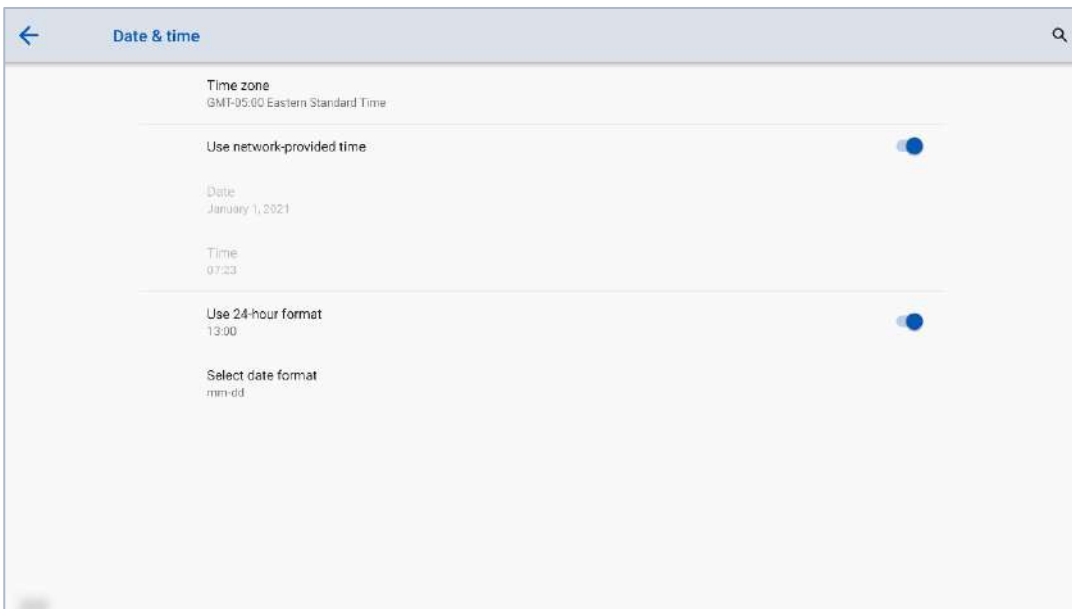 Date & time
Time zone
GMT-05:00 Eastern Standard Time
Use network-provided time
Date
January 1, 2021
Time
07:23
Use 24-hour format
13:00
Select date format
mm-dd